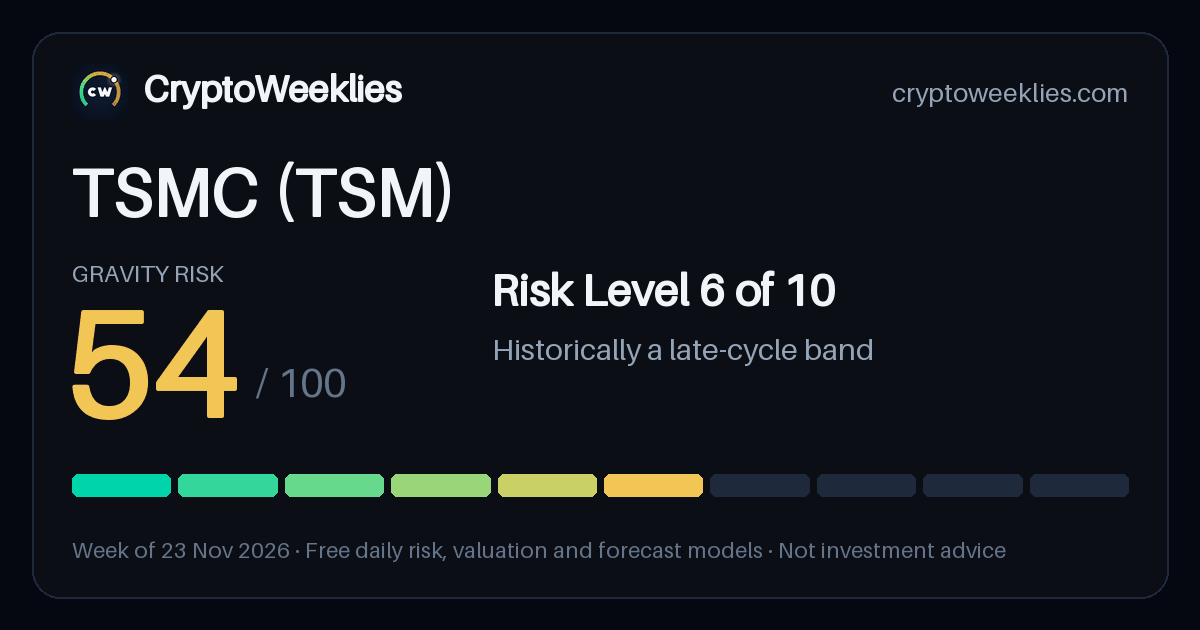 CW
CryptoWeeklies
cryptoweeklies.com
TSMC (TSM)
GRAVITY RISK
54 / 100
Risk Level 6 of 10
Historically a late-cycle band
Week of 23 Nov 2026 · Free daily risk, valuation and forecast models · Not investment advice